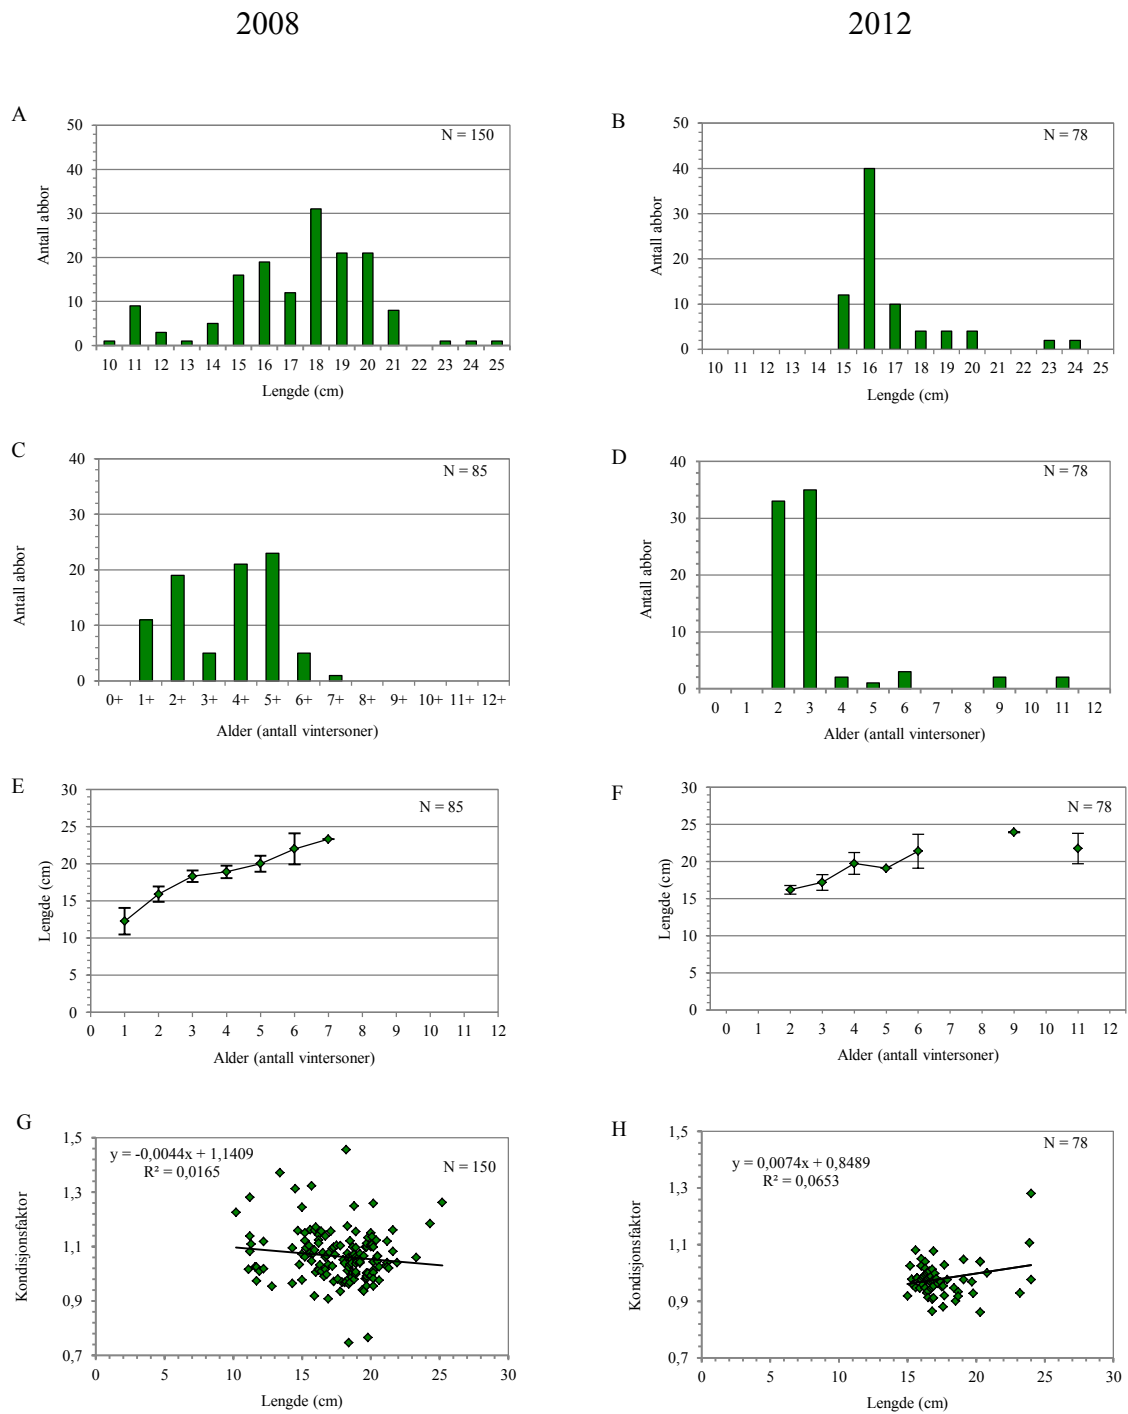 2008
2012
A
N = 150
50
40
30
20
10
0
Antall abbor
10 11 12 13 14 15 16 17 18 19 20 21 22 23 24 25
Lengde (cm)
B
N = 78
50
40
30
20
10
0
Antall abbor
10 11 12 13 14 15 16 17 18 19 20 21 22 23 24 25
Lengde (cm)
C
N = 85
40
30
20
10
0
Antall abbor
0+ 1+ 2+ 3+ 4+ 5+ 6+ 7+ 8+ 9+ 10+ 11+ 12+
Alder (antall vintersoner)
D
N = 78
40
30
20
10
0
Antall abbor
0 1 2 3 4 5 6 7 8 9 10 11 12
Alder (antall vintersoner)
E
N = 85
30
25
20
15
10
5
0
Lengde (cm)
0 1 2 3 4 5 6 7 8 9 10 11 12
Alder (antall vintersoner)
F
N = 78
30
25
20
15
10
5
0
Lengde (cm)
0 1 2 3 4 5 6 7 8 9 10 11 12
Alder (antall vintersoner)
G
y = -0,0044x + 1,1409
R² = 0,0165
N = 150
1,5
1,3
1,1
0,9
0,7
Kondisjonsfaktor
0 5 10 15 20 25 30
Lengde (cm)
H
N = 78
y = 0,0074x + 0,8489
R² = 0,0653
1,5
1,3
1,1
0,9
0,7
Kondisjonsfaktor
0 5 10 15 20 25 30
Lengde (cm)